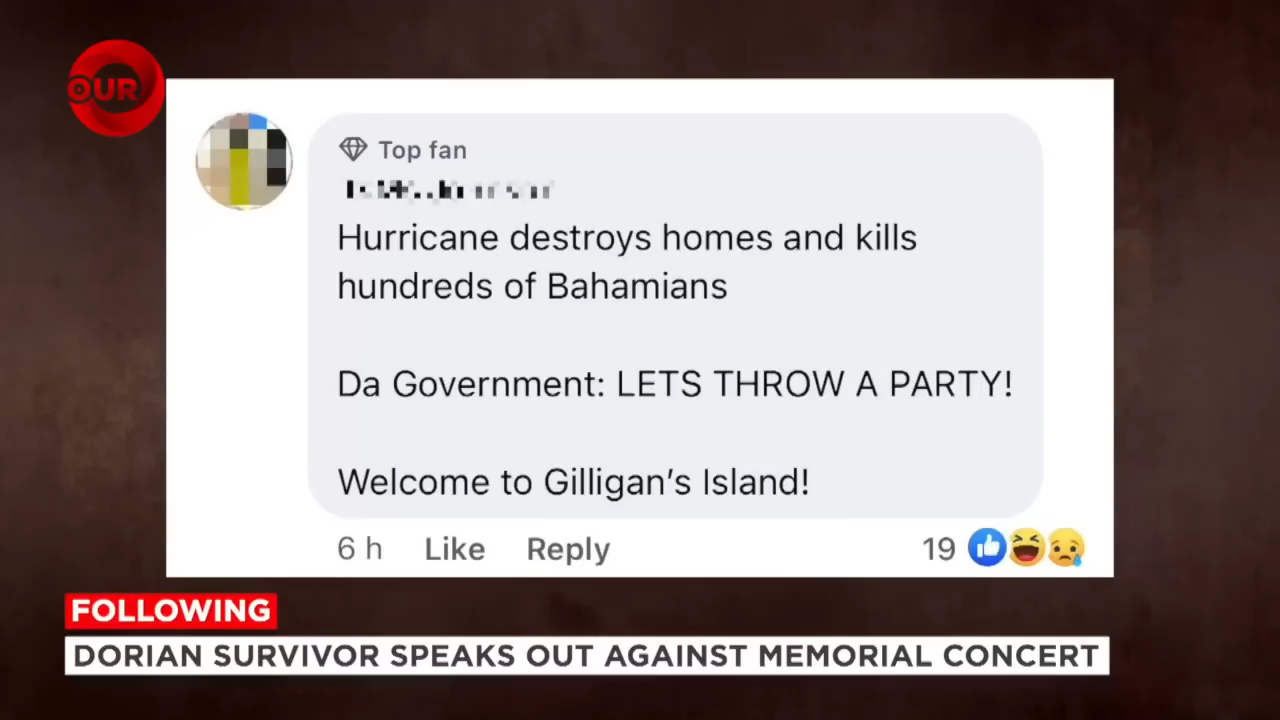 OUR
Top fan
Hurricane destroys homes and kills
hundreds of Bahamians
Da Government: LETS THROW A PARTY!
Welcome to Gilligan's Island!
6 h Like Reply 19
FOLLOWING
DORIAN SURVIVOR SPEAKS OUT AGAINST MEMORIAL CONCERT